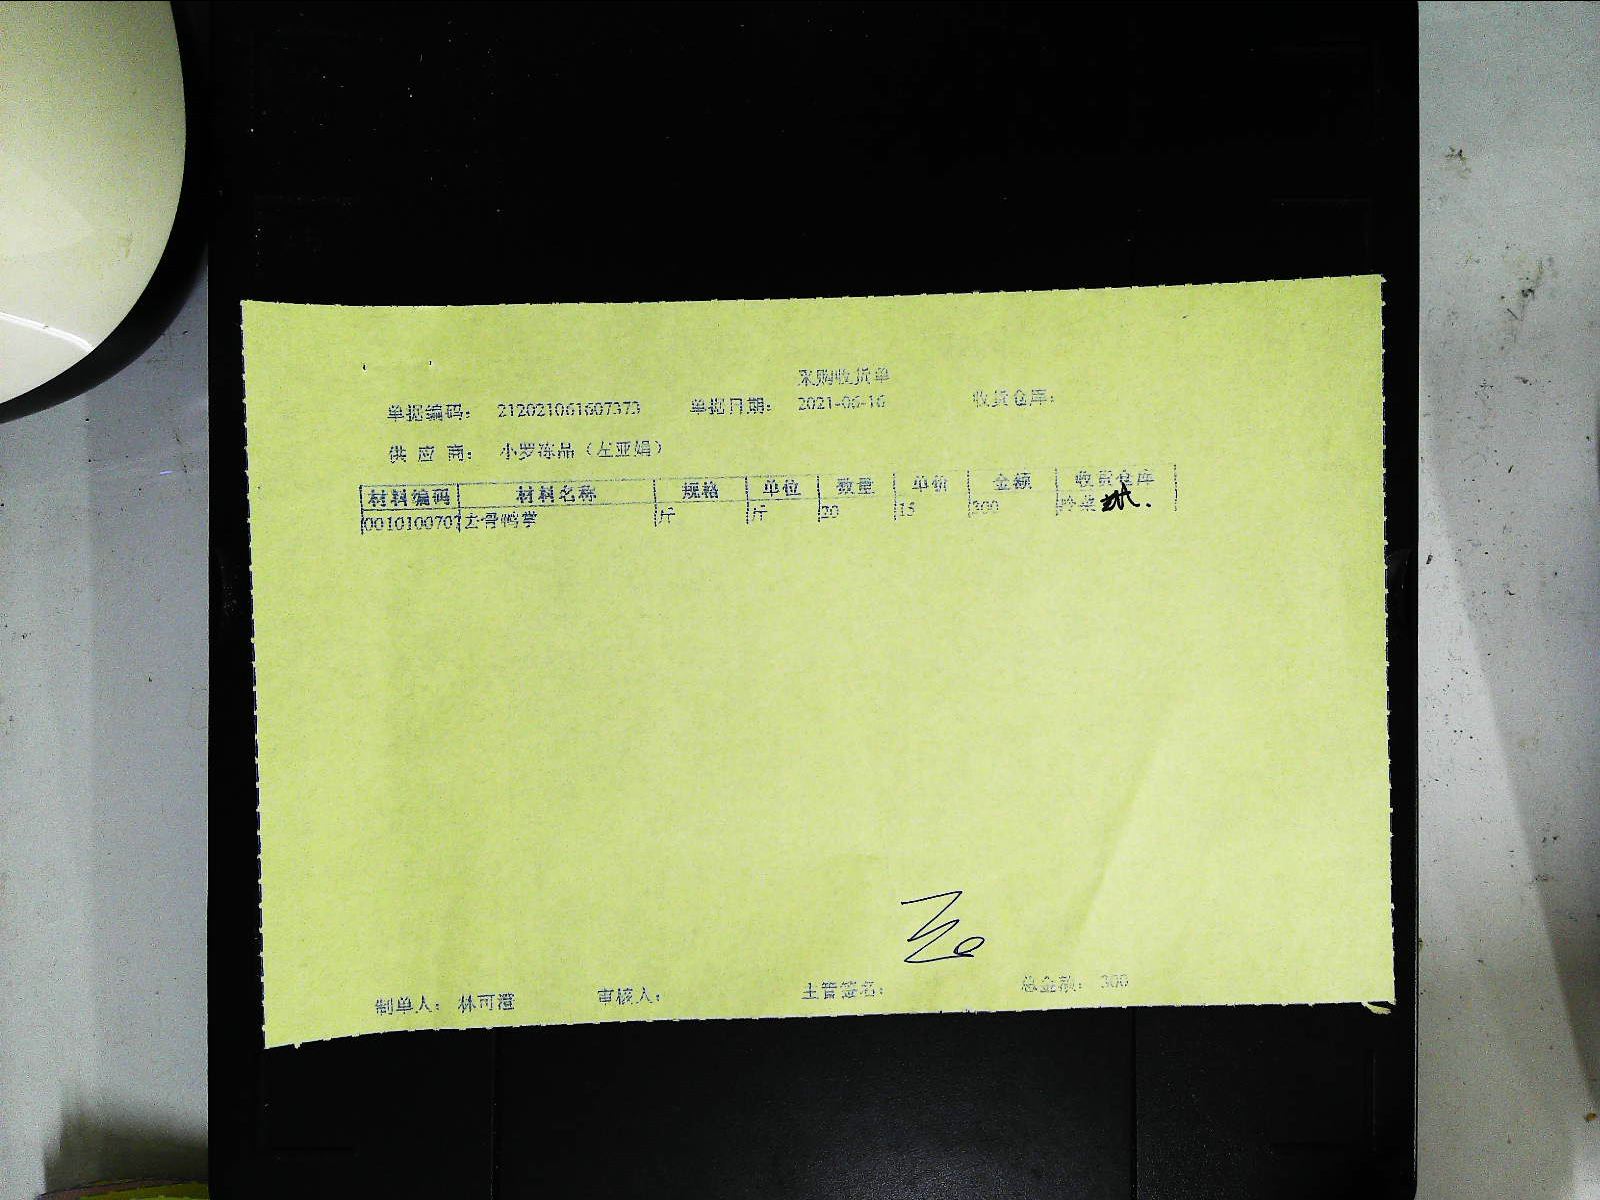 采购收货单
单据编码： 212021061607373 单据日期： 2021-06-16 收货仓库：
供 应 商： 小罗冻品（左亚娟）
材料编码 材料名称 规格 单位 数量 单价 金额 收货仓库
0010100707 去骨鸭掌 斤 斤 20 15 300 冷菜
制单人： 林可澄 审核人： 主管签名： 总金额： 300